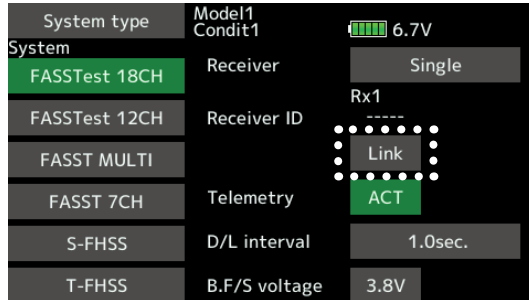 System type
Model1
Condit1
6.7V
System
FASSTest 18CH
FASSTest 12CH
FASST MULTI
FASST 7CH
S-FHSS
T-FHSS
Receiver
Single
Rx1
Receiver ID
-----
Link
Telemetry
ACT
D/L interval
1.0sec.
B.F/S voltage
3.8V